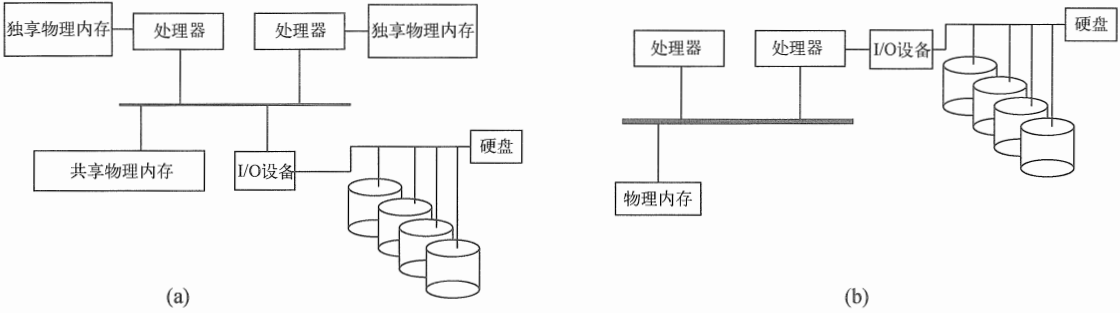 独享物理内存
处理器
处理器
独享物理内存
共享物理内存
I/O设备
硬盘
(a)
处理器
处理器
I/O设备
硬盘
物理内存
(b)